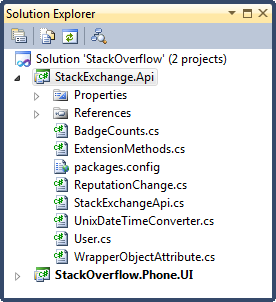 Solution Explorer
Solution 'StackOverflow' (2 projects)
StackExchange.Api
Properties
References
BadgeCounts.cs
ExtensionMethods.cs
packages.config
ReputationChange.cs
StackExchangeApi.cs
UnixDateTimeConverter.cs
User.cs
WrapperObjectAttribute.cs
StackOverflow.Phone.UI